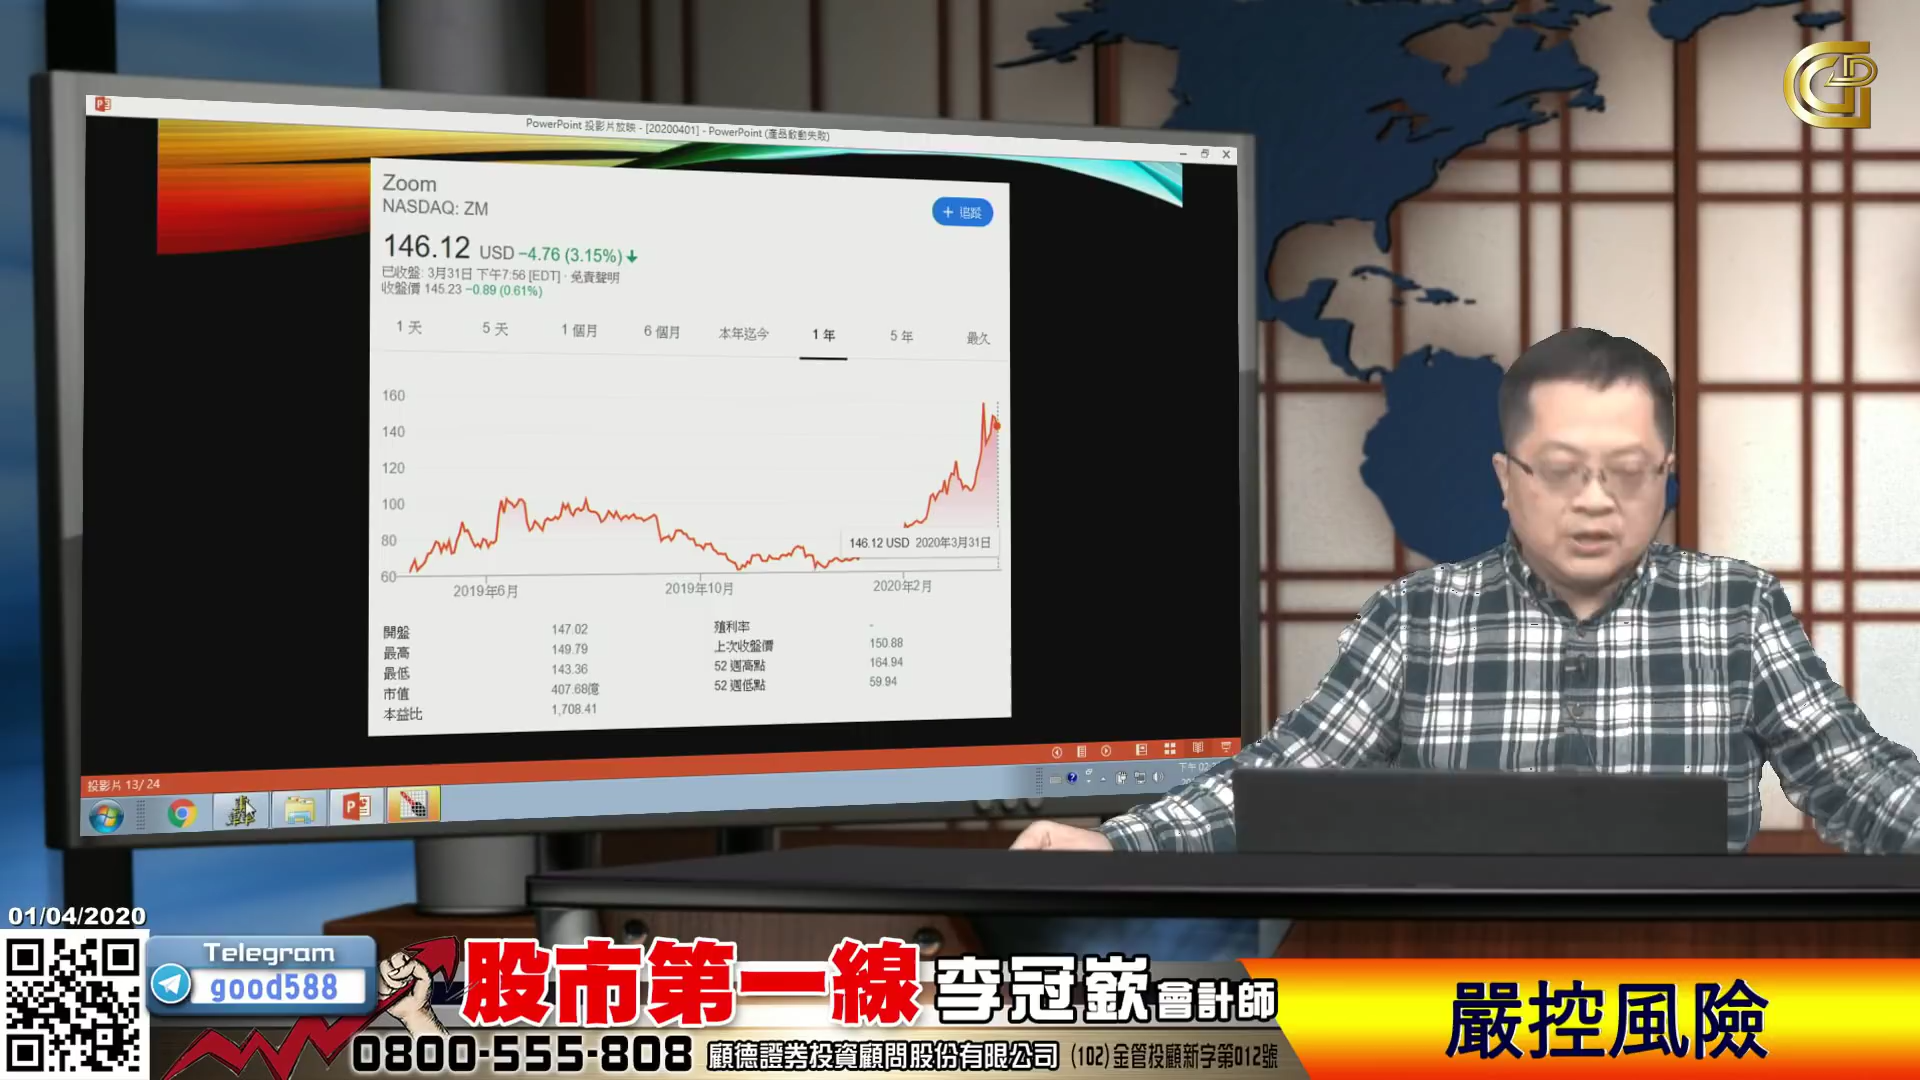 PowerPoint 投影片放映 - [20200401] - PowerPoint (產品啟動失敗)
Zoom
NASDAQ: ZM
+ 追蹤
146.12 USD −4.76 (3.15%)
已收盤: 3月31日 下午7:56 [EDT] · 免責聲明
收盤價 145.23 −0.89 (0.61%)
1 天 5 天 1 個月 6 個月 本年迄今 1 年 5 年 最久
160
140
120
100
80
60
146.12 USD 2020年3月31日
2019年6月 2019年10月 2020年2月
開盤 147.02 殖利率 -
最高 149.79 上次收盤價 150.88
最低 143.36 52 週高點 164.94
市值 407.68億 52 週低點 59.94
本益比 1,708.41
投影片 13/ 24
01/04/2020
Telegram
good588
股市第一線 李冠嶔 會計師
0800-555-808 顧德證券投資顧問股份有限公司 (102)金管投顧新字第012號
嚴控風險